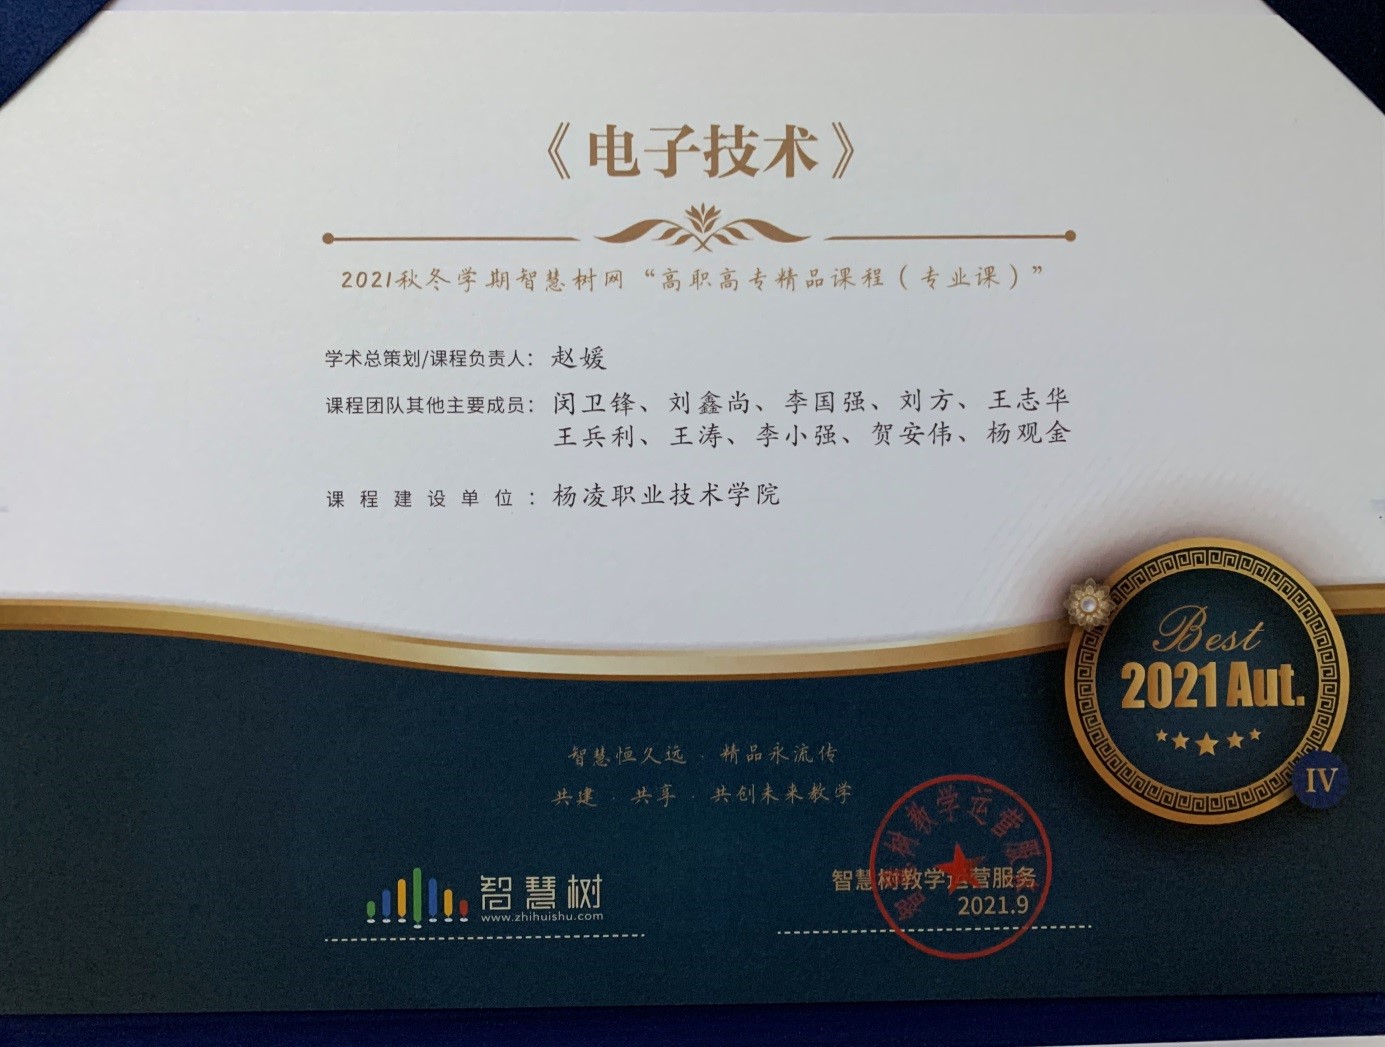 《电子技术》
2021秋冬学期智慧树网“高职高专精品课程（专业课）”
学术总策划/课程负责人： 赵媛
课程团队其他主要成员： 闵卫锋、刘鑫尚、李国强、刘方、王志华
王兵利、王涛、李小强、贺安伟、杨观金
课程建设单位： 杨凌职业技术学院
Best
2021 Aut.
IV
智慧恒久远 · 精品永流传
共建 · 共享 · 共创未来教学
智慧树
www.zhihuishu.com
智慧树教学运营服务
2021.9